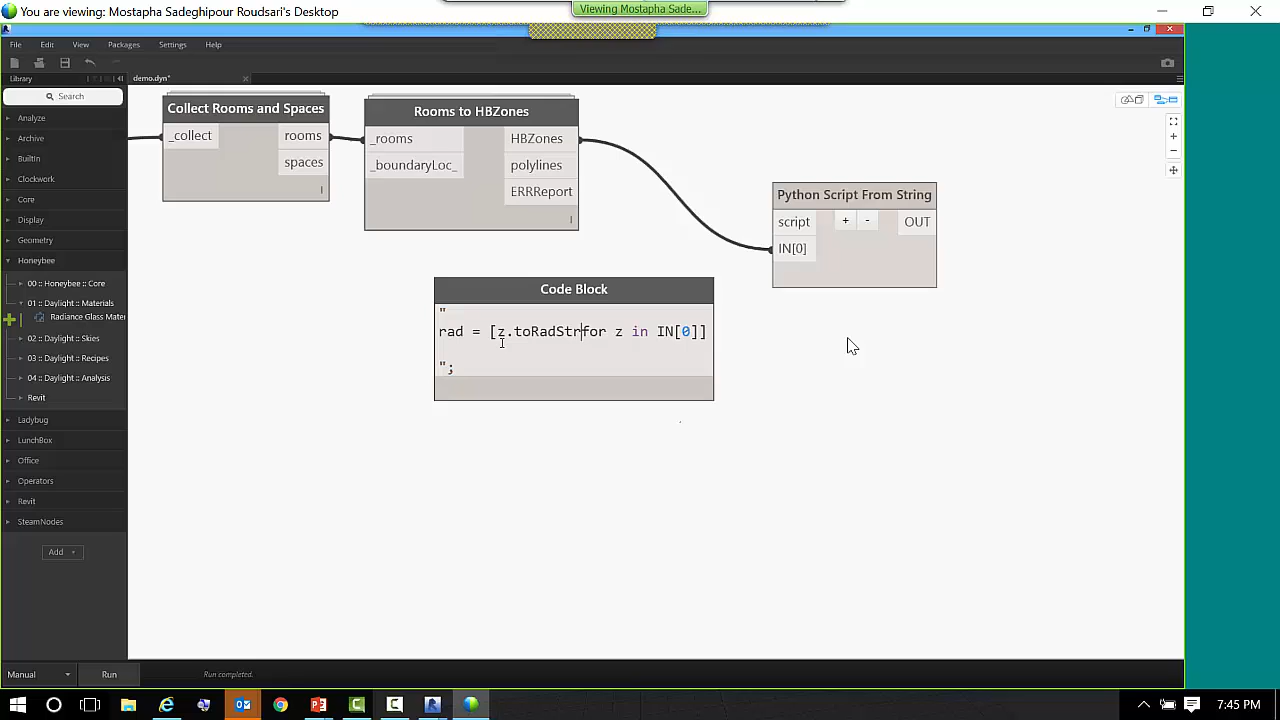 You are viewing: Mostapha Sadeghipour Roudsari's Desktop
Viewing Mostapha Sade...
File Edit View Packages Settings Help
Library
demo.dyn*
Search
Analyze
Archive
BuiltIn
Clockwork
Core
Display
Geometry
Honeybee
00 :: Honeybee :: Core
01 :: Daylight :: Materials
Radiance Glass Mater
02 :: Daylight :: Skies
03 :: Daylight :: Recipes
04 :: Daylight :: Analysis
Revit
Ladybug
LunchBox
Office
Operators
Revit
SteamNodes
Add
Collect Rooms and Spaces
_collect rooms
spaces
Rooms to HBZones
_rooms HBZones
_boundaryLoc_ polylines
ERRReport
Python Script From String
script + - OUT
IN[0]
Code Block
"
rad = [z.toRadStrfor z in IN[0]]
";
Manual Run Run completed.
7:45 PM